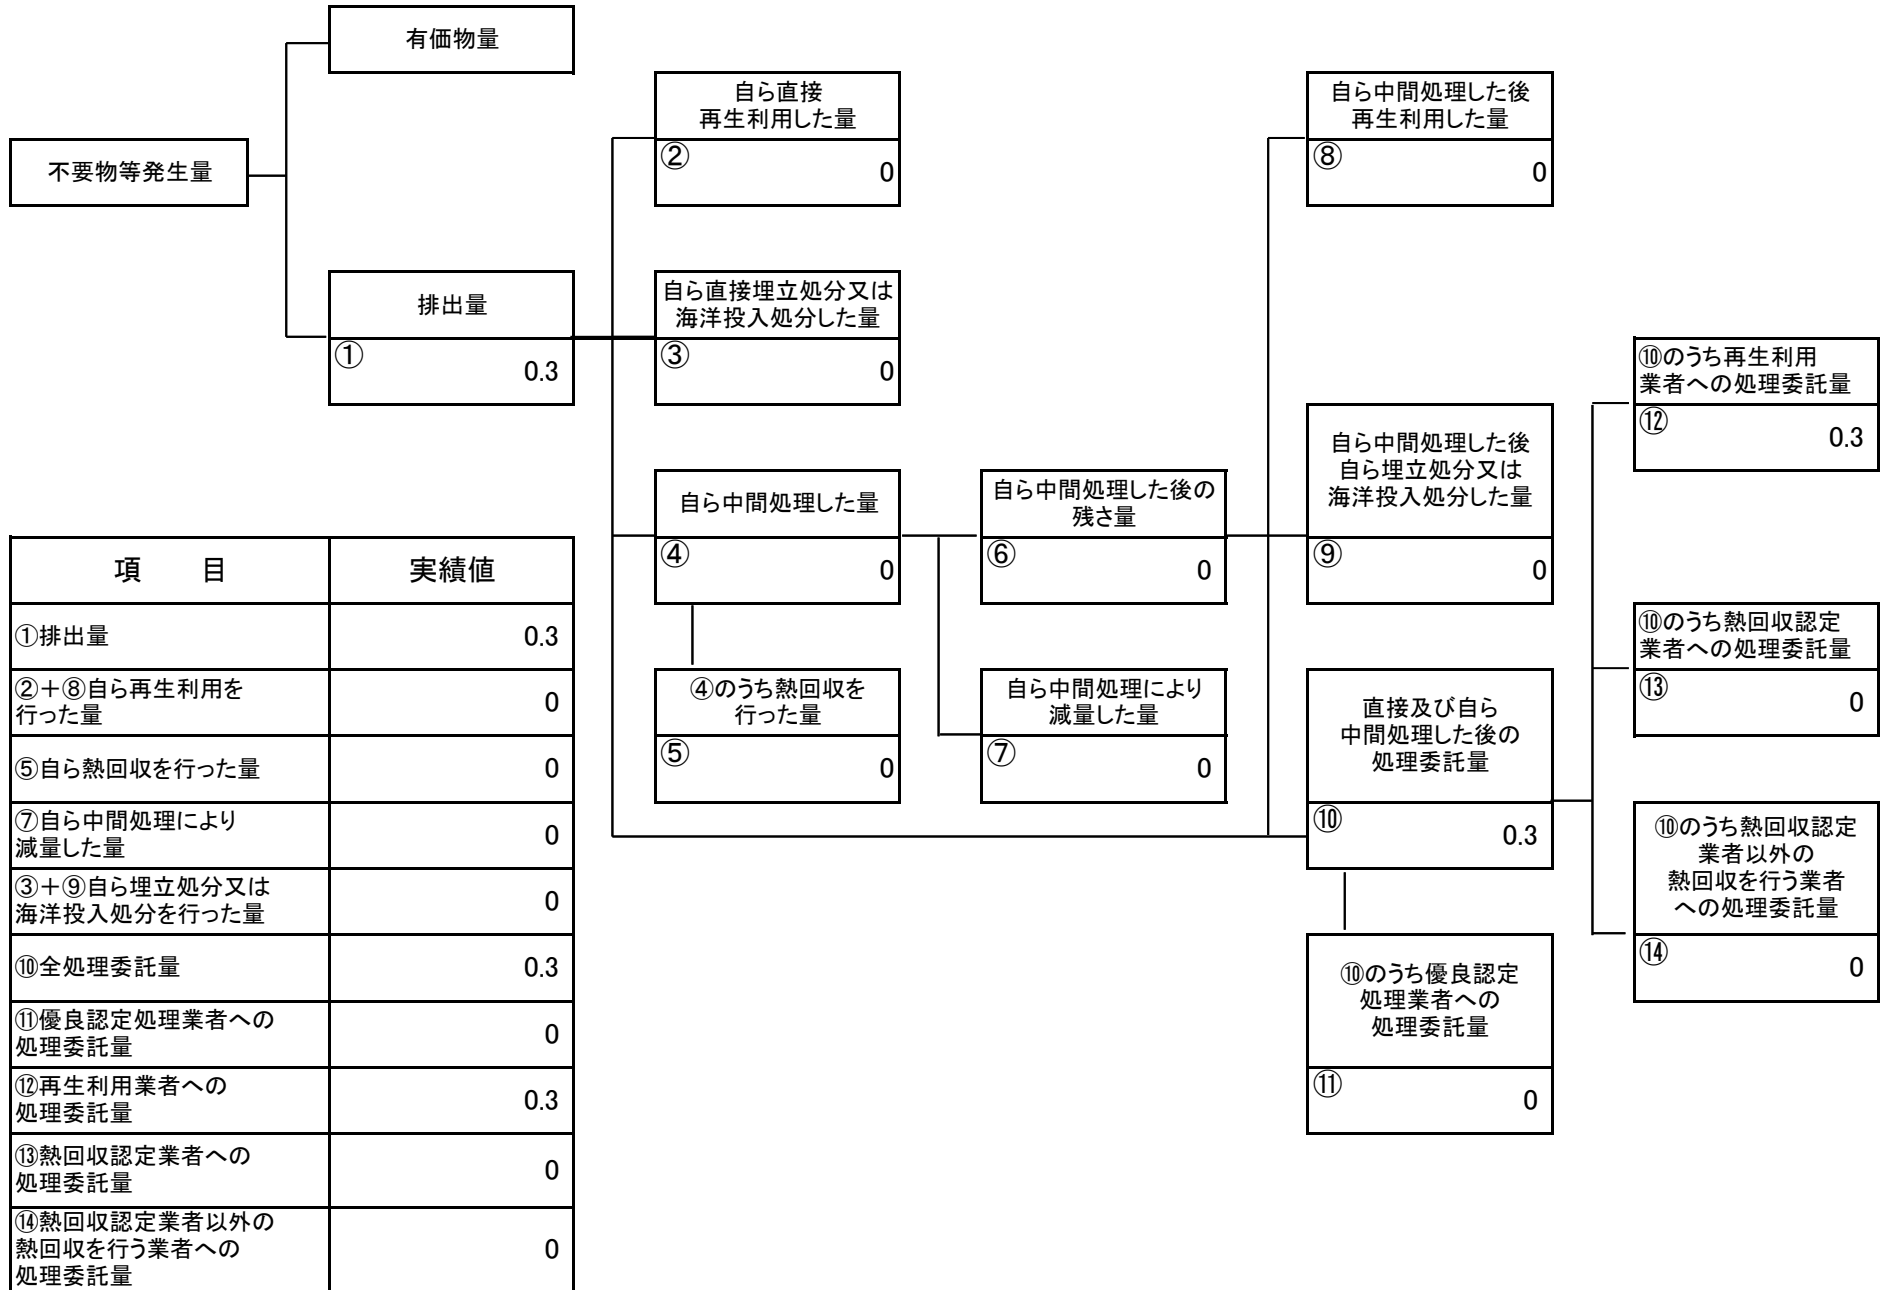 有価物量
不要物等発生量
排出量
①
0.3
自ら直接
再生利用した量
②
0
自ら直接埋立処分又は
海洋投入処分した量
③
0
自ら中間処理した量
④
0
④のうち熱回収を
行った量
⑤
0
自ら中間処理した後の
残さ量
⑥
0
自ら中間処理により
減量した量
⑦
0
自ら中間処理した後
再生利用した量
⑧
0
自ら中間処理した後
自ら埋立処分又は
海洋投入処分した量
⑨
0
直接及び自ら
中間処理した後の
処理委託量
⑩
0.3
⑩のうち優良認定
処理業者への
処理委託量
⑪
0
⑩のうち再生利用
業者への処理委託量
⑫
0.3
⑩のうち熱回収認定
業者への処理委託量
⑬
0
⑩のうち熱回収認定
業者以外の
熱回収を行う業者
への処理委託量
⑭
0
項　　目 実績値
①排出量 0.3
②＋⑧自ら再生利用を
行った量 0
⑤自ら熱回収を行った量 0
⑦自ら中間処理により
減量した量 0
③＋⑨自ら埋立処分又は
海洋投入処分を行った量 0
⑩全処理委託量 0.3
⑪優良認定処理業者への
処理委託量 0
⑫再生利用業者への
処理委託量 0.3
⑬熱回収認定業者への
処理委託量 0
⑭熱回収認定業者以外の
熱回収を行う業者への
処理委託量 0